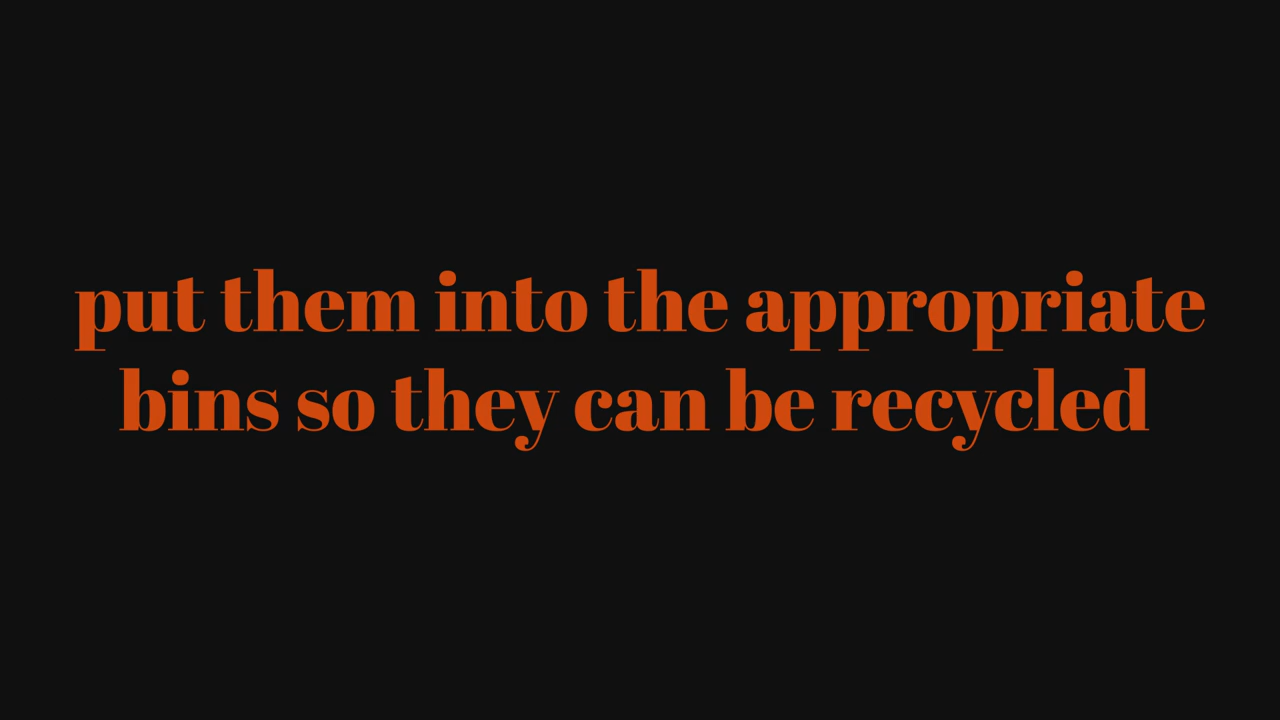 put them into the appropriate
bins so they can be recycled